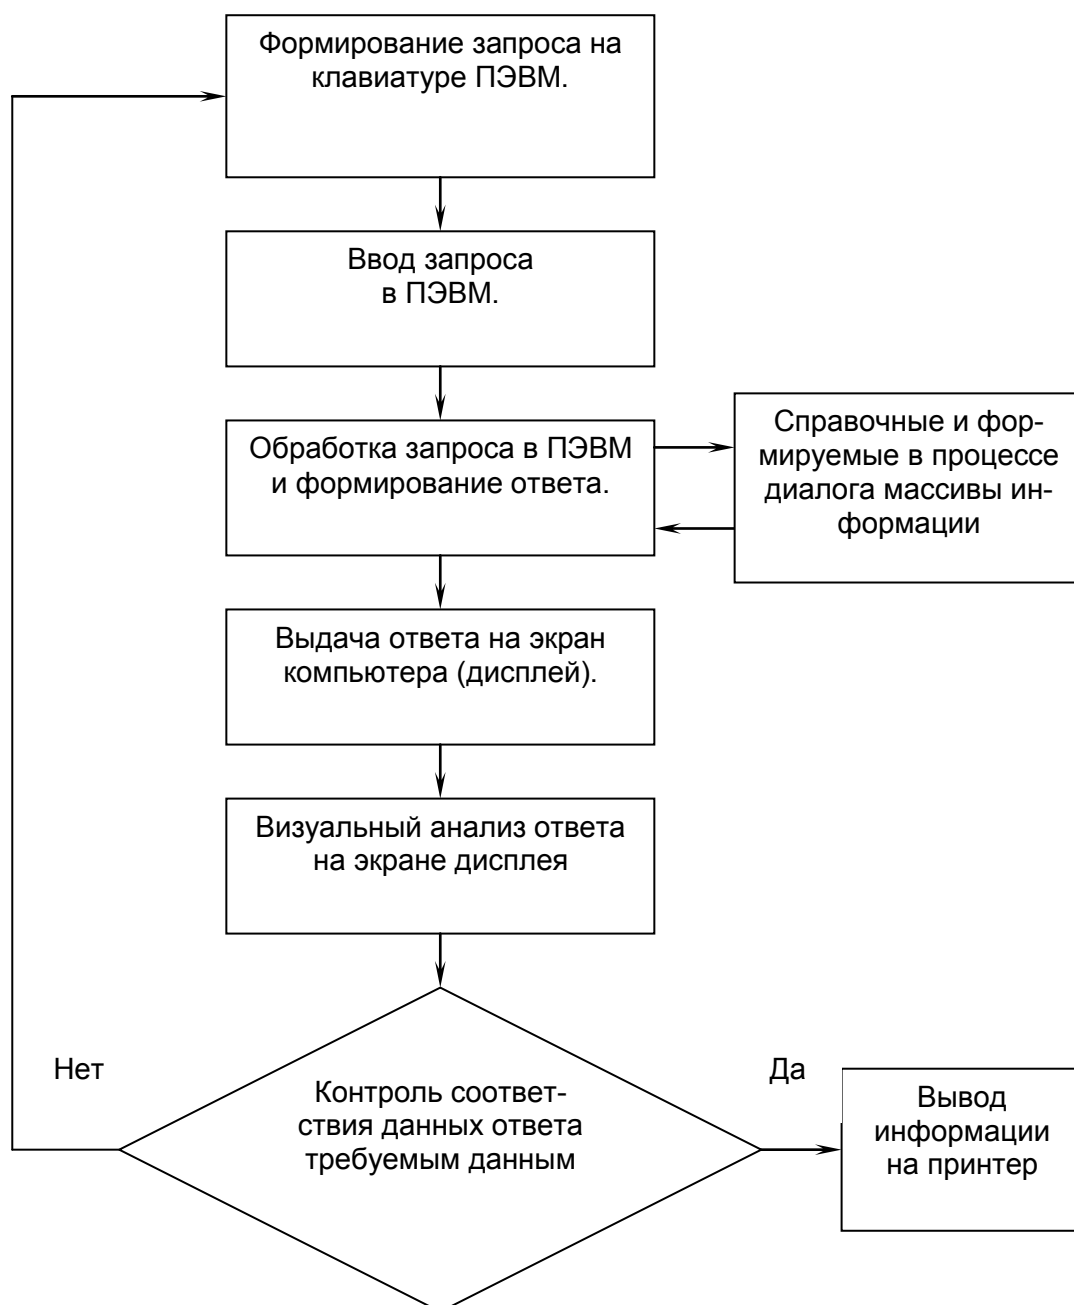 Формирование запроса на
клавиатуре ПЭВМ.
Ввод запроса
в ПЭВМ.
Обработка запроса в ПЭВМ
и формирование ответа.
Справочные и фор-
мируемые в процессе
диалога массивы ин-
формации
Выдача ответа на экран
компьютера (дисплей).
Визуальный анализ ответа
на экране дисплея
Нет
Контроль соответ-
ствия данных ответа
требуемым данным
Да
Вывод
информации
на принтер